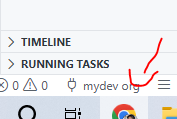 TIMELINE
RUNNING TASKS
0 0 mydev org